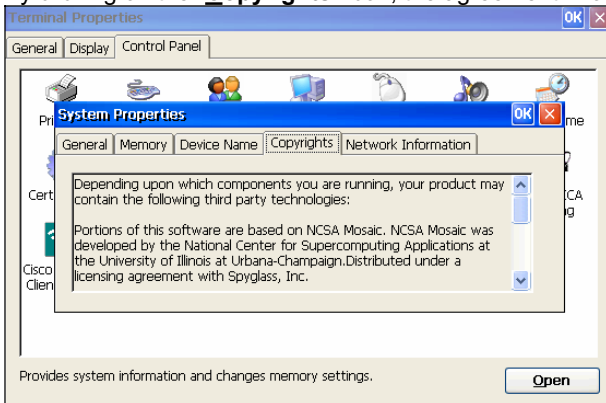 Terminal Properties OK
General Display Control Panel
System Properties OK
General Memory Device Name Copyrights Network Information
Depending upon which components you are running, your product may
contain the following third party technologies:
Portions of this software are based on NCSA Mosaic. NCSA Mosaic was
developed by the National Center for Supercomputing Applications at
the University of Illinois at Urbana-Champaign.Distributed under a
licensing agreement with Spyglass, Inc.
Cisco
Provides system information and changes memory settings. Open